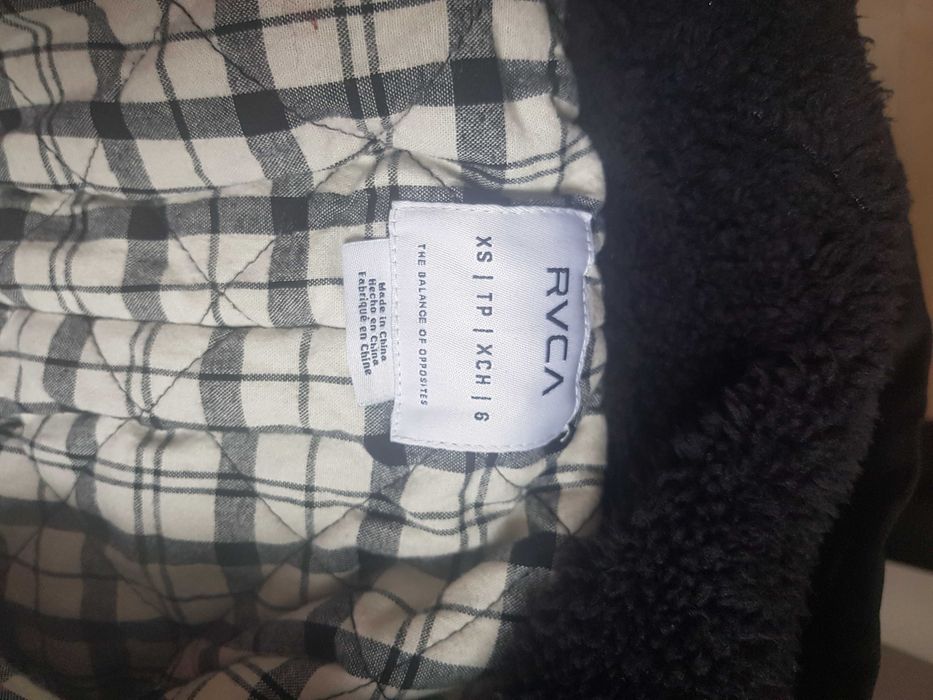 RVCA
XS | TP | XCH | 6
THE BALANCE OF OPPOSITES
Made in China
Hecho en China
Fabriqué en Chine